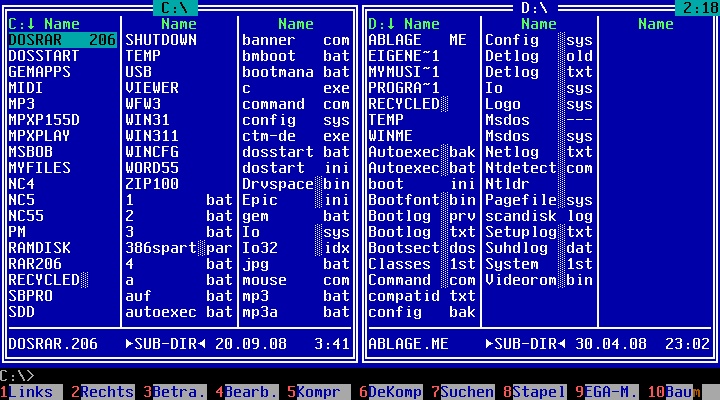 C:\ D:\ 2:18
C:↓ Name Name Name D:↓ Name Name Name
DOSRAR 206 SHUTDOWN banner com ABLAGE ME Config░sys
DOSSTART TEMP bmboot bat EIGENE~1 Detlog░old
GEMAPPS USB bootmana bat MYMUSI~1 Detlog░txt
MIDI VIEWER c exe PROGRA~1 Io░sys
MP3 WFW3 command com RECYCLED░ Logo░sys
MPXP155D WIN31 config sys TEMP Msdos░---
MPXPLAY WIN311 ctm-de exe WINME Msdos░sys
MSBOB WINCFG dosstart bat Autoexec░bak Netlog░txt
MYFILES WORD55 dostart ini Autoexec░bat Ntdetect░com
NC4 ZIP100 Drvspace░bin boot ini Ntldr░
NC5 1 bat Epic░ini Bootfont░bin Pagefile░sys
NC55 2 bat gem bat Bootlog░prv scandisk log
PM 3 bat Io░sys Bootlog░txt Setuplog░txt
RAMDISK 386spart░par Io32░idx Bootsect░dos Suhdlog░dat
RAR206 4 bat jpg bat Classes░1st System░1st
RECYCLED░ a bat mouse com Command░com Videorom░bin
SBPRO auf bat mp3 bat compatid txt
SDD autoexec bat mp3a bat config bak
DOSRAR.206 ►SUB-DIR◄ 20.09.08 3:41 ABLAGE.ME ►SUB-DIR◄ 30.04.08 23:02
C:\>
1Links 2Rechts 3Betra. 4Bearb. 5Kompr 6DeKomp 7Suchen 8Stapel 9EGA-M. 10Baum